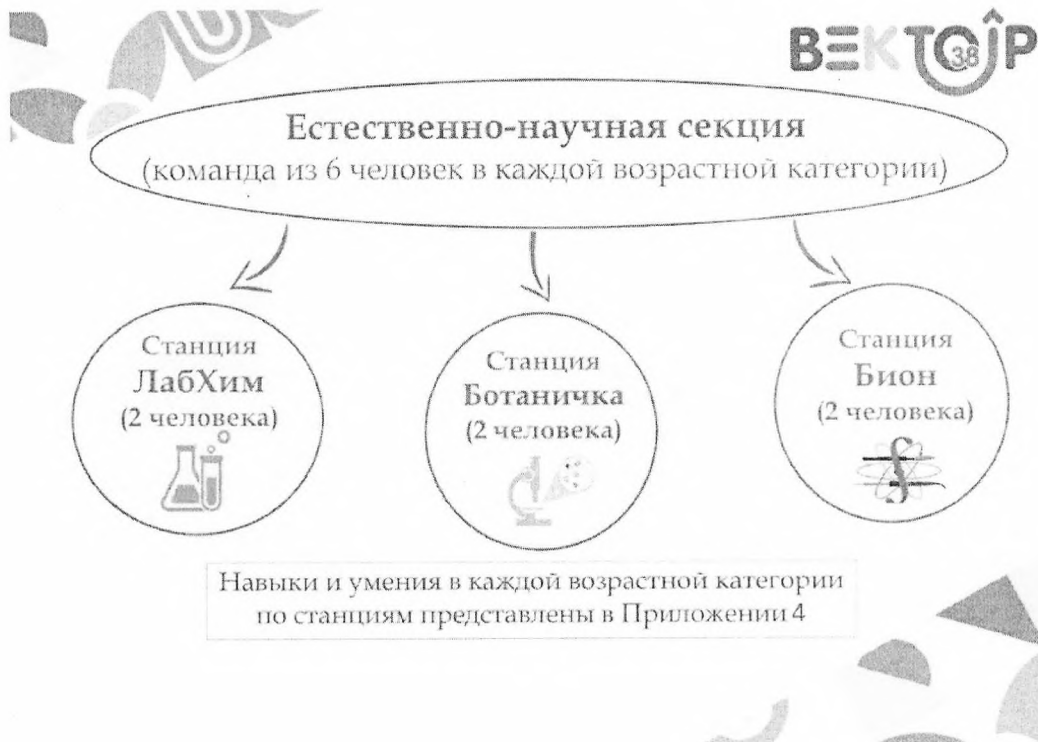 ВЕКТОР
38
Естественно-научная секция
(команда из 6 человек в каждой возрастной категории)
Станция
ЛабХим
(2 человека)
Станция
Ботаничка
(2 человека)
Станция
Бион
(2 человека)
Навыки и умения в каждой возрастной категории
по станциям представлены в Приложении 4